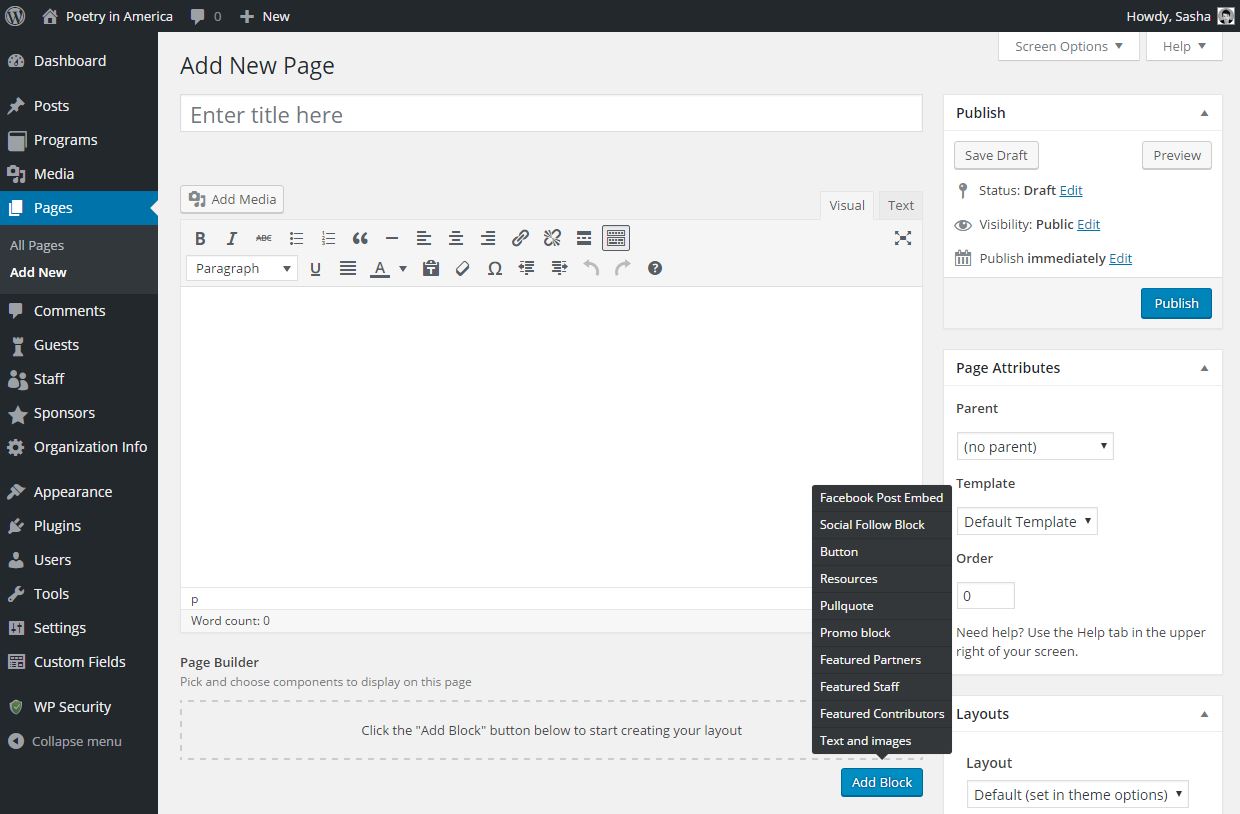 Poetry in America 0 New Howdy, Sasha
Dashboard
Posts
Programs
Media
Pages
All Pages
Add New
Comments
Guests
Staff
Sponsors
Organization Info
Appearance
Plugins
Users
Tools
Settings
Custom Fields
WP Security
Collapse menu
Screen Options Help
Add New Page
Enter title here
Add Media
Visual Text
B I ABC
Paragraph U A Ω
p
Word count: 0
Page Builder
Pick and choose components to display on this page
Click the "Add Block" button below to start creating your layout
Facebook Post Embed
Social Follow Block
Button
Resources
Pullquote
Promo block
Featured Partners
Featured Staff
Featured Contributors
Text and images
Add Block
Publish
Save Draft Preview
Status: Draft Edit
Visibility: Public Edit
Publish immediately Edit
Publish
Page Attributes
Parent
(no parent)
Template
Default Template
Order
0
Need help? Use the Help tab in the upper
right of your screen.
Layouts
Layout
Default (set in theme options)